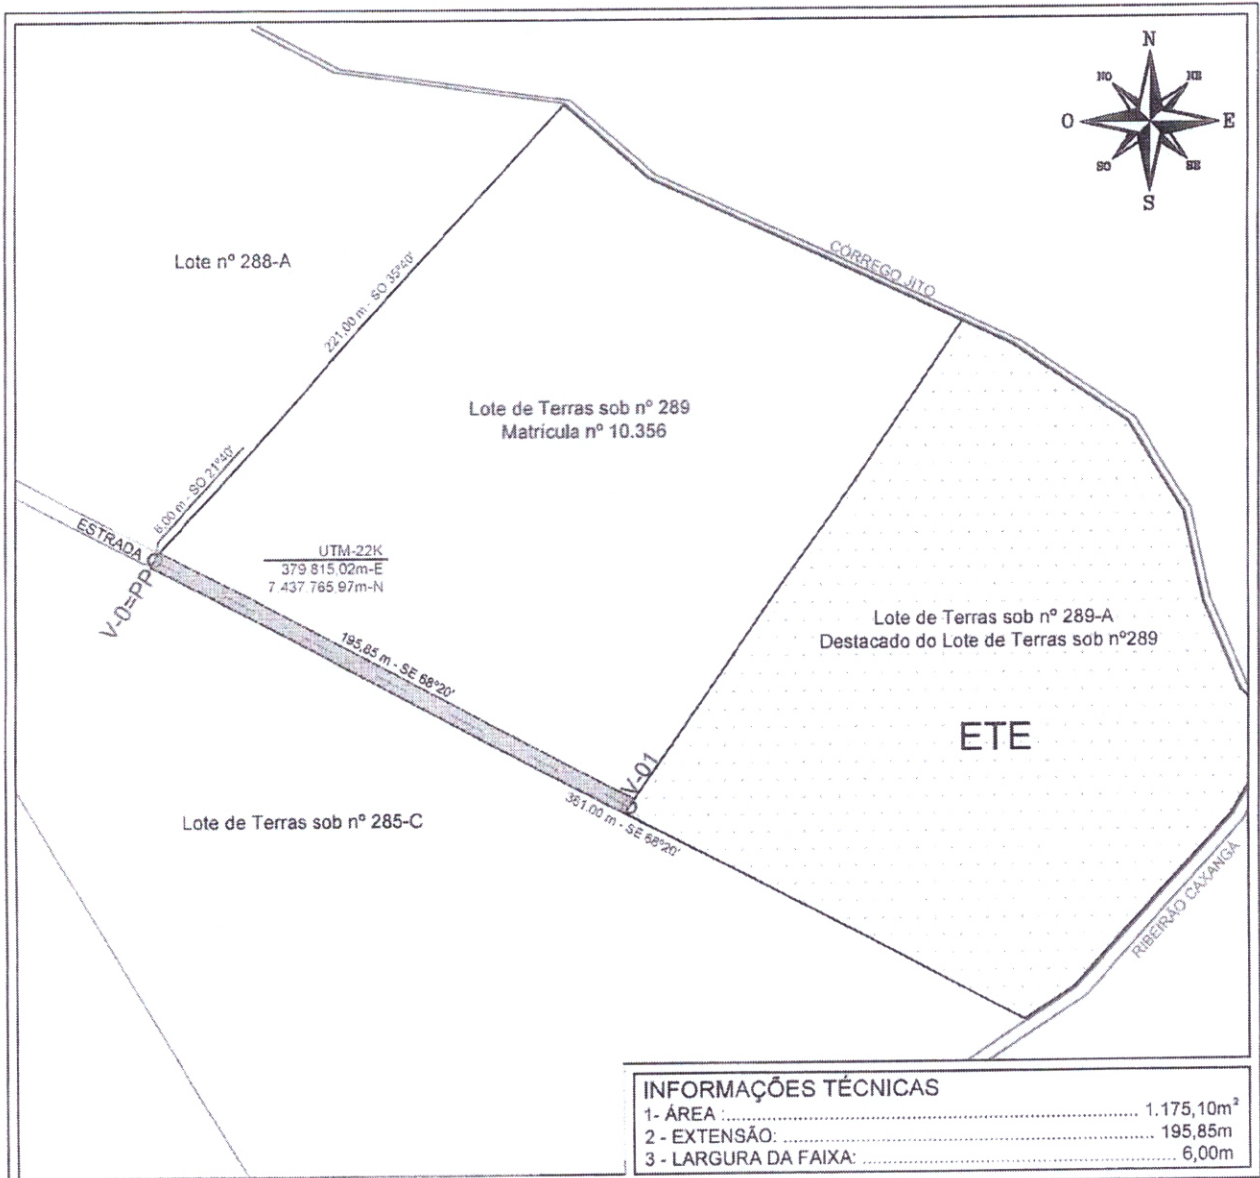 N
NO
NE
O
E
SO
SE
S
CÓRREGO JITO
Lote nº 288-A
221,00 m - SO 35º40'
Lote de Terras sob nº 289
Matrícula nº 10.356
6,00 m - SO 21º40'
ESTRADA
V-0=PP
UTM-22K
379 815,02m-E
7.437 765,97m-N
195,85 m - SE 68º20'
Lote de Terras sob nº 289-A
Destacado do Lote de Terras sob nº289
ETE
V-01
361,00 m - SE 68º20'
Lote de Terras sob nº 285-C
RIBEIRÃO CAXANGÁ
INFORMAÇÕES TÉCNICAS
1- ÁREA :........ 1.175,10m²
2 - EXTENSÃO: ........ 195,85m
3 - LARGURA DA FAIXA: ........ 6,00m